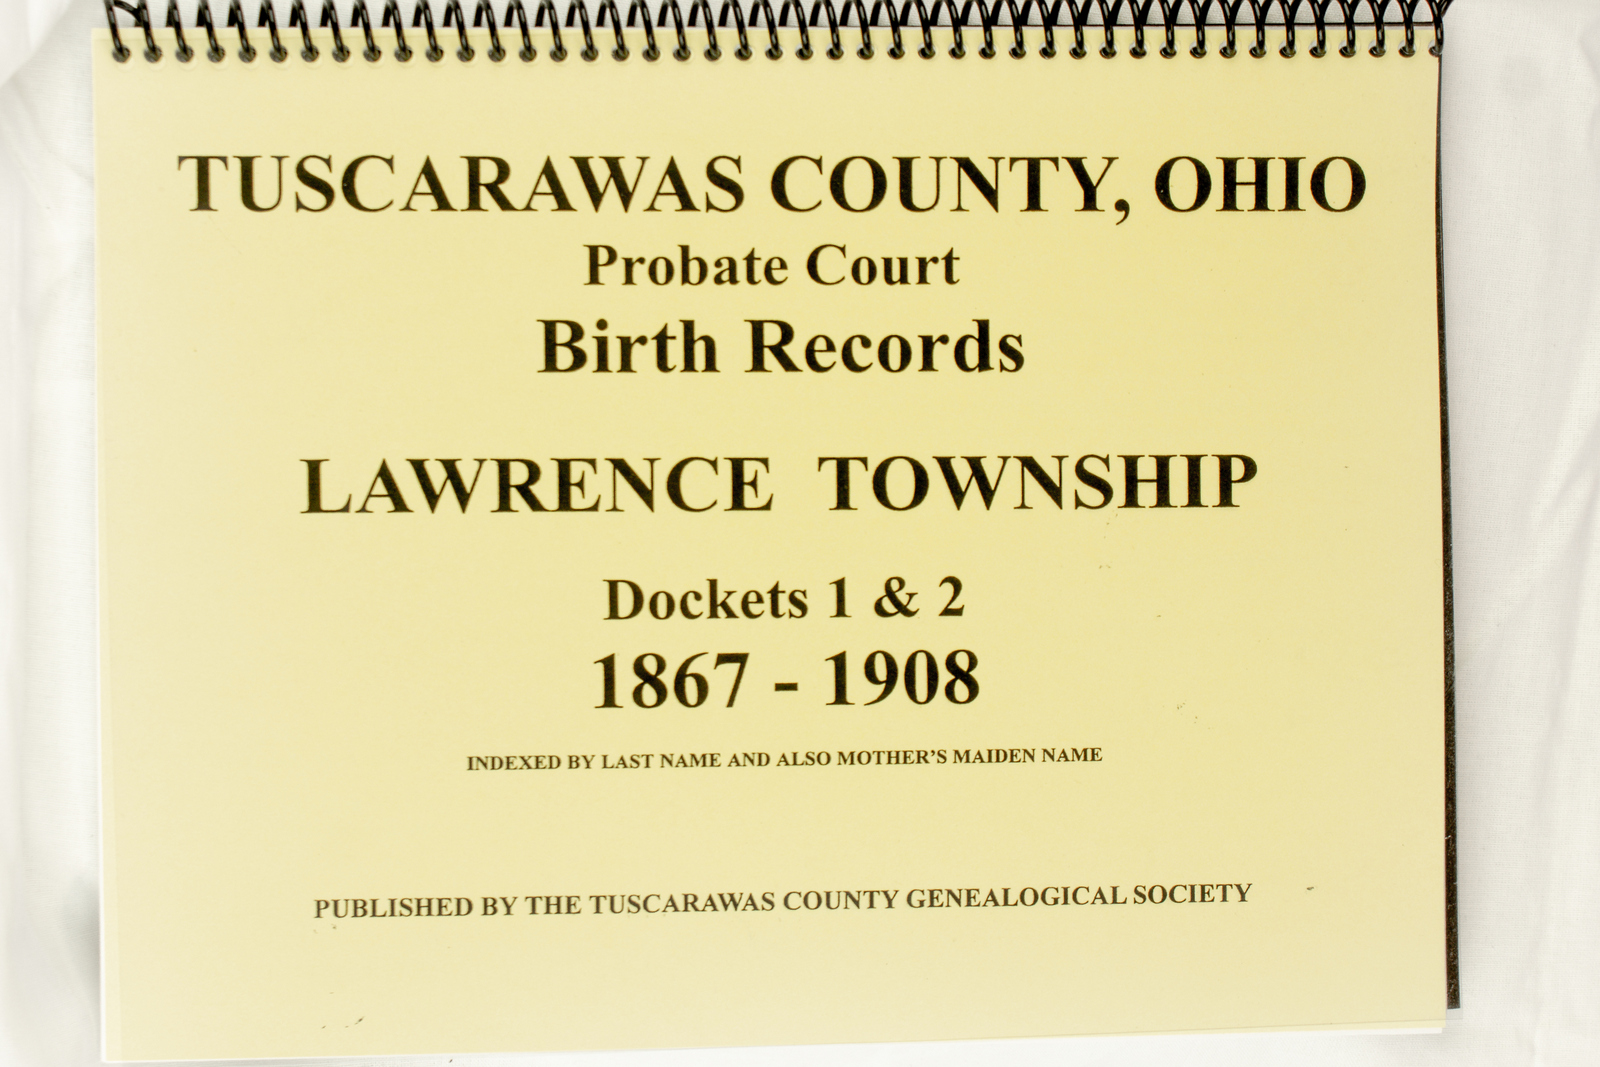 TUSCARAWAS COUNTY, OHIO
Probate Court
Birth Records
LAWRENCE TOWNSHIP
Dockets 1 & 2
1867 - 1908
INDEXED BY LAST NAME AND ALSO MOTHER'S MAIDEN NAME
PUBLISHED BY THE TUSCARAWAS COUNTY GENEALOGICAL SOCIETY